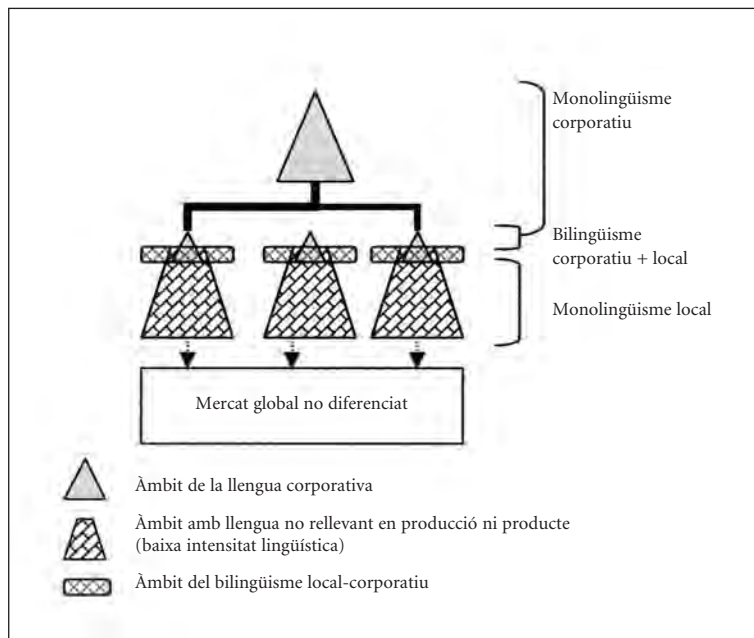 Monolingüisme
corporatiu
Bilingüisme
corporatiu + local
Monolingüisme local
Mercat global no diferenciat
Àmbit de la llengua corporativa
Àmbit amb llengua no rellevant en producció ni producte
(baixa intensitat lingüística)
Àmbit del bilingüisme local-corporatiu